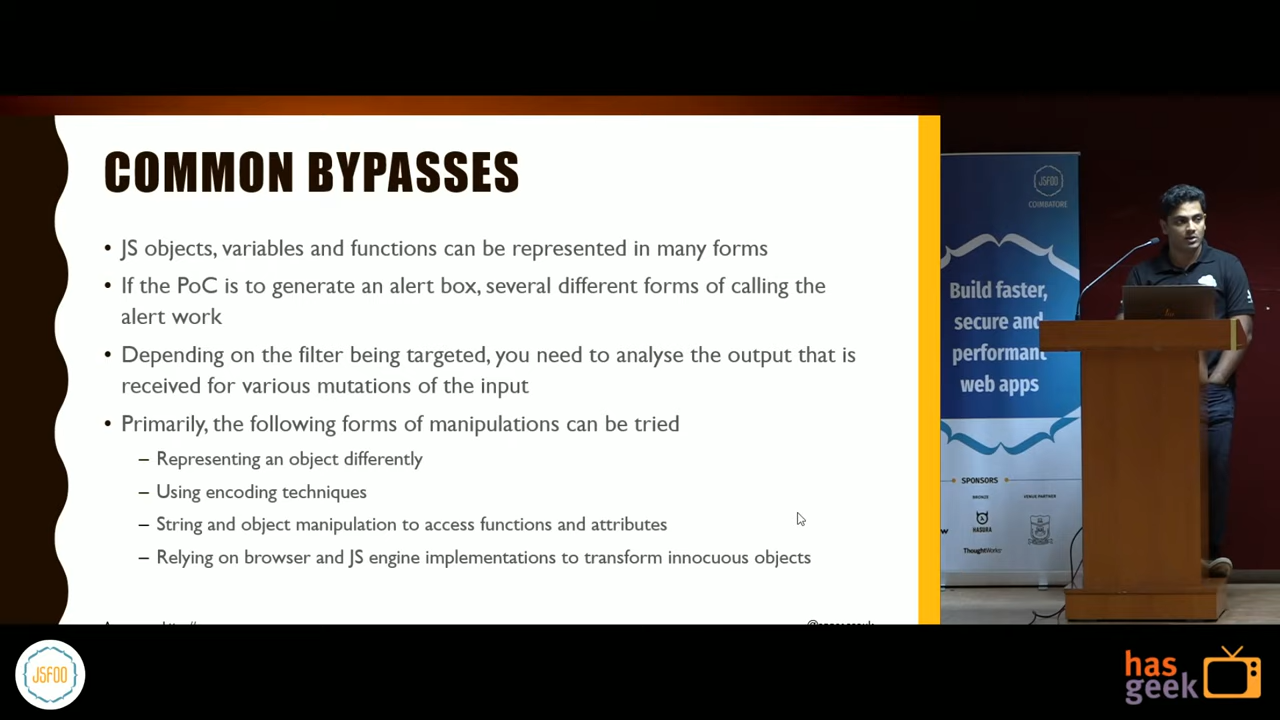 COMMON BYPASSES
• JS objects, variables and functions can be represented in many forms
• If the PoC is to generate an alert box, several different forms of calling the
alert work
• Depending on the filter being targeted, you need to analyse the output that is
received for various mutations of the input
• Primarily, the following forms of manipulations can be tried
– Representing an object differently
– Using encoding techniques
– String and object manipulation to access functions and attributes
– Relying on browser and JS engine implementations to transform innocuous objects
JSFOO
COIMBATORE
Build faster,
secure and
performant
web apps
SPONSORS
BRONZE
VENUE PARTNER
HASURA
ThoughtWorks
JSFOO
has
geek